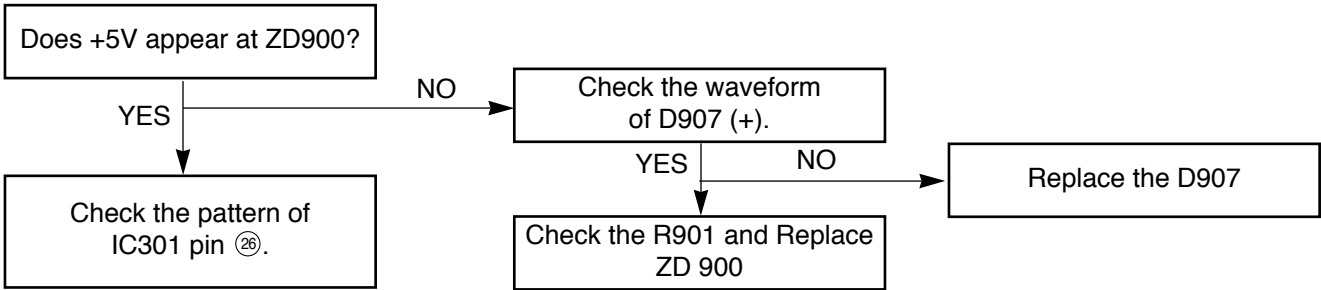 Does +5V appear at ZD900?
NO
YES
Check the waveform
of D907 (+).
YES
NO
Replace the D907
Check the pattern of
IC301 pin ㉖.
Check the R901 and Replace
ZD 900